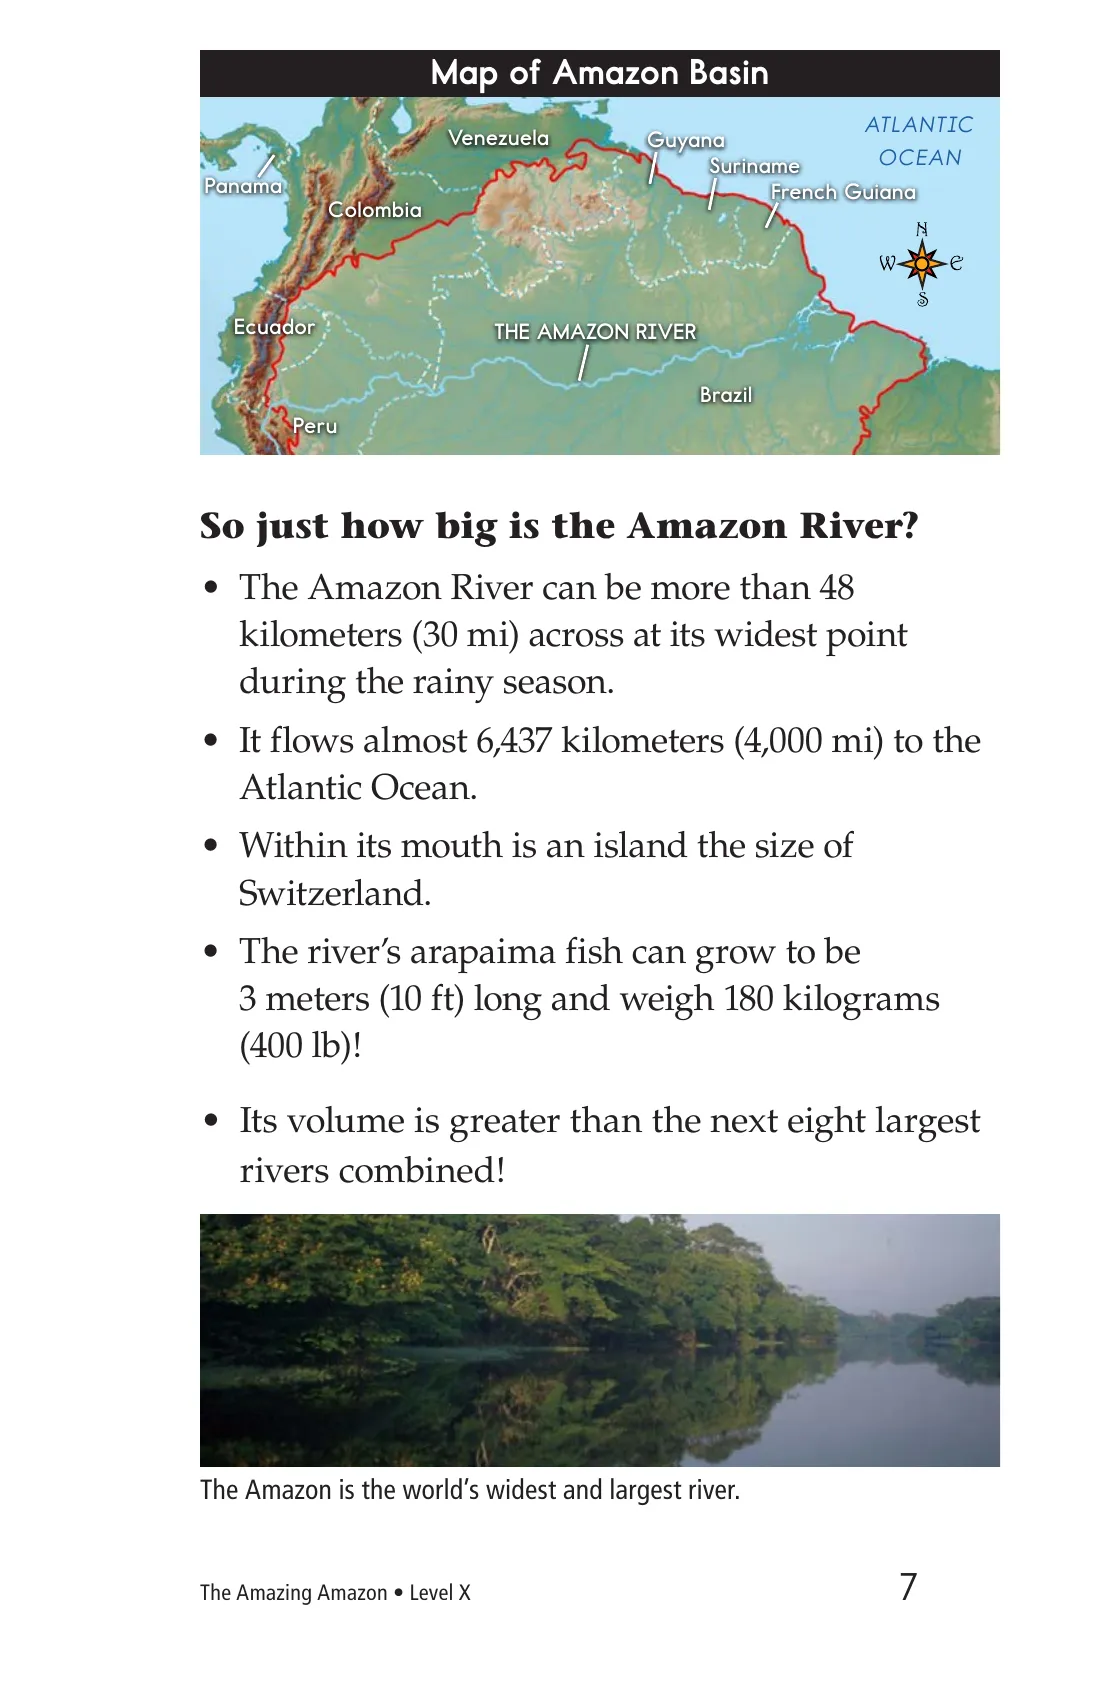 Map of Amazon Basin
ATLANTIC
OCEAN
Venezuela
Guyana
Suriname
French Guiana
Panama
Colombia
N
W
E
S
Ecuador
THE AMAZON RIVER
Brazil
Peru
So just how big is the Amazon River?
• The Amazon River can be more than 48
kilometers (30 mi) across at its widest point
during the rainy season.
• It flows almost 6,437 kilometers (4,000 mi) to the
Atlantic Ocean.
• Within its mouth is an island the size of
Switzerland.
• The river’s arapaima fish can grow to be
3 meters (10 ft) long and weigh 180 kilograms
(400 lb)!
• Its volume is greater than the next eight largest
rivers combined!
The Amazon is the world’s widest and largest river.
The Amazing Amazon • Level X
7